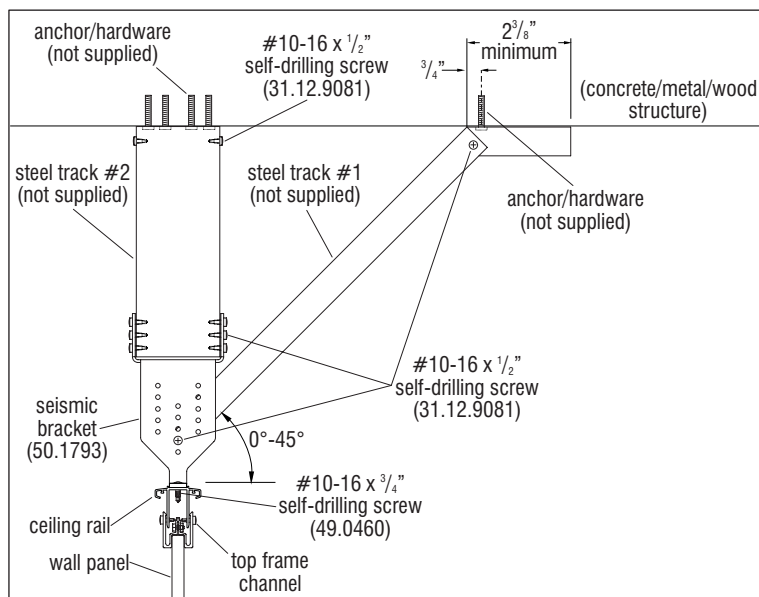 anchor/hardware
(not supplied)
#10-16 x 1/2”
self-drilling screw
(31.12.9081)
2 3/8”
minimum
3/4”
(concrete/metal/wood
structure)
steel track #2
(not supplied)
steel track #1
(not supplied)
anchor/hardware
(not supplied)
#10-16 x 1/2”
self-drilling screw
(31.12.9081)
seismic
bracket
(50.1793)
0°-45°
#10-16 x 3/4”
self-drilling screw
(49.0460)
ceiling rail
wall panel
top frame
channel